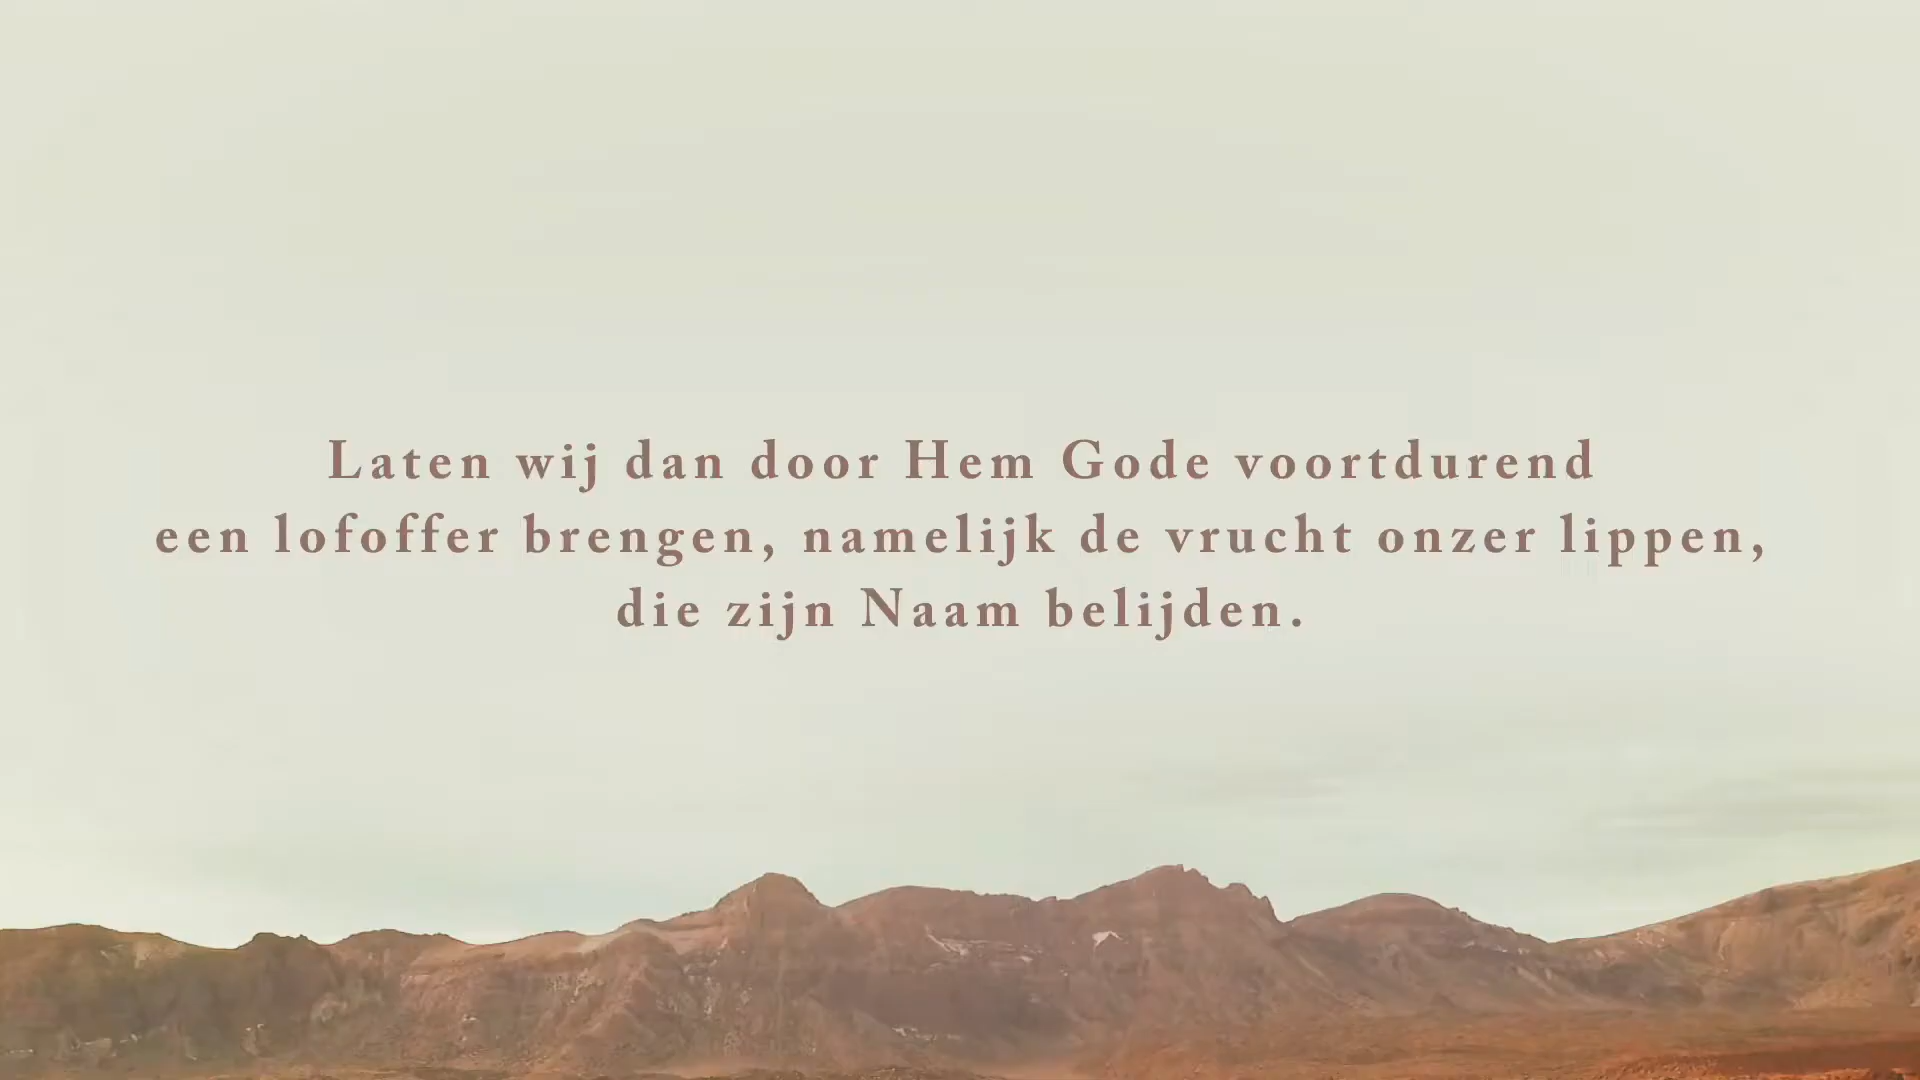 Laten wij dan door Hem Gode voortdurend
een lofoffer brengen, namelijk de vrucht onzer lippen,
die zijn Naam belijden.